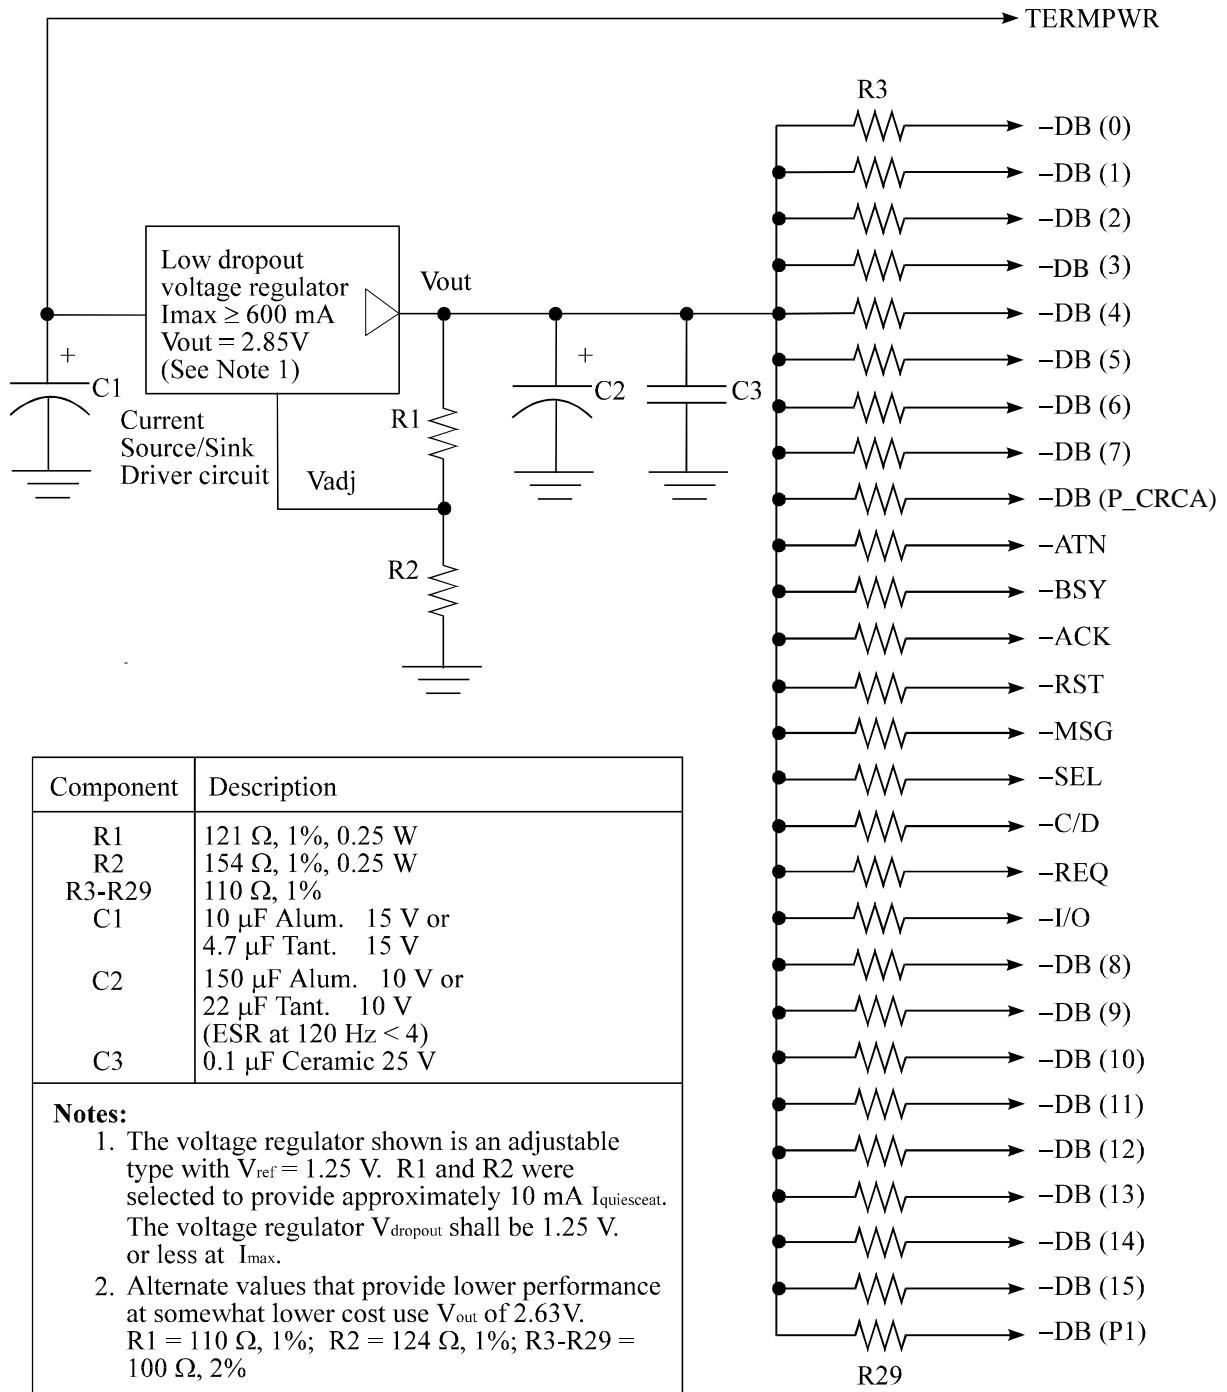 TERMPWR
R3
–DB (0)
–DB (1)
–DB (2)
–DB (3)
–DB (4)
–DB (5)
–DB (6)
–DB (7)
–DB (P_CRCA)
–ATN
–BSY
–ACK
–RST
–MSG
–SEL
–C/D
–REQ
–I/O
–DB (8)
–DB (9)
–DB (10)
–DB (11)
–DB (12)
–DB (13)
–DB (14)
–DB (15)
–DB (P1)
R29
Low dropout
voltage regulator
Imax ≥ 600 mA
Vout = 2.85V
(See Note 1)
Vout
+
C1
Current
Source/Sink
Driver circuit
Vadj
R1
R2
+
C2
C3
Component Description
R1 121 Ω, 1%, 0.25 W
R2 154 Ω, 1%, 0.25 W
R3-R29 110 Ω, 1%
C1 10 μF Alum. 15 V or
4.7 μF Tant. 15 V
C2 150 μF Alum. 10 V or
22 μF Tant. 10 V
(ESR at 120 Hz < 4)
C3 0.1 μF Ceramic 25 V
Notes:
1. The voltage regulator shown is an adjustable
type with Vref = 1.25 V. R1 and R2 were
selected to provide approximately 10 mA Iquiesceat.
The voltage regulator Vdropout shall be 1.25 V.
or less at Imax.
2. Alternate values that provide lower performance
at somewhat lower cost use Vout of 2.63V.
R1 = 110 Ω, 1%; R2 = 124 Ω, 1%; R3-R29 =
100 Ω, 2%